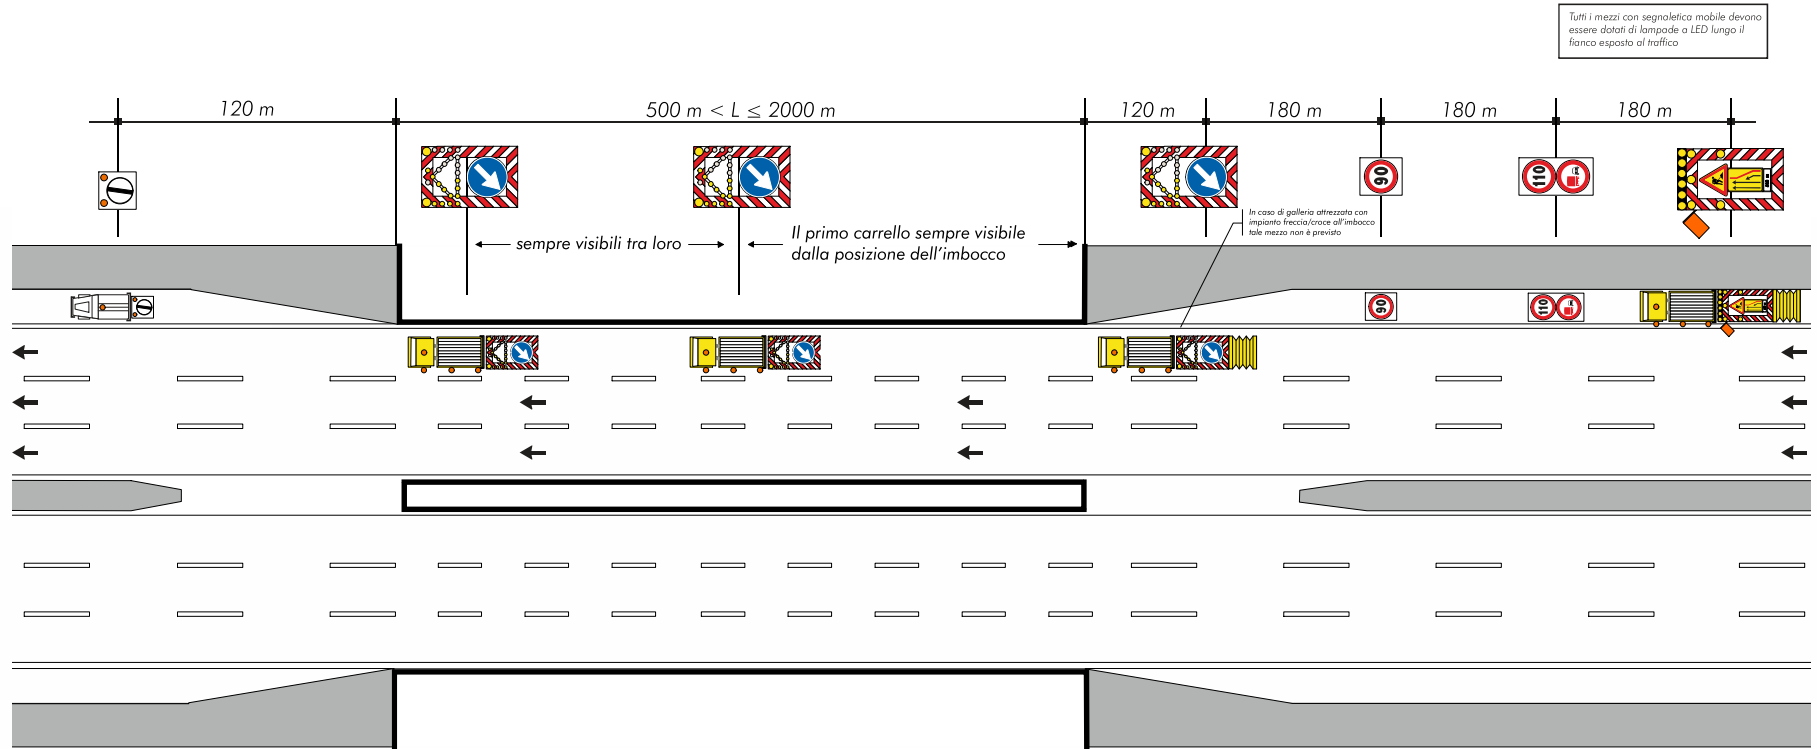 Tutti i mezzi con segnaletica mobile devono
essere dotati di lampade a LED lungo il
fianco esposto al traffico
120 m
500 m < L ≤ 2000 m
120 m
180 m
180 m
180 m
90
110
In caso di galleria attrezzata con
impianto freccia/croce all'imbocco
tale mezzo non è previsto
sempre visibili tra loro
Il primo carrello sempre visibile
dalla posizione dell'imbocco
90
110